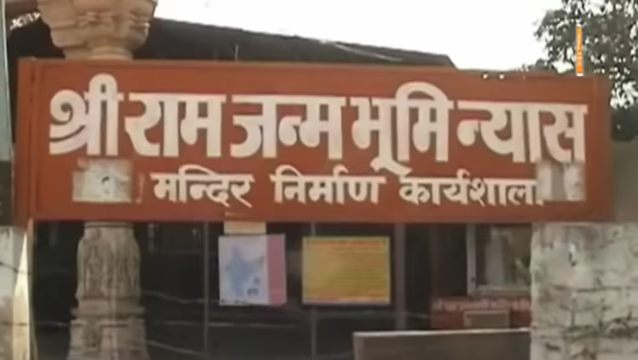 श्री राम जन्म भूमि न्यास
मन्दिर निर्माण कार्यशाला